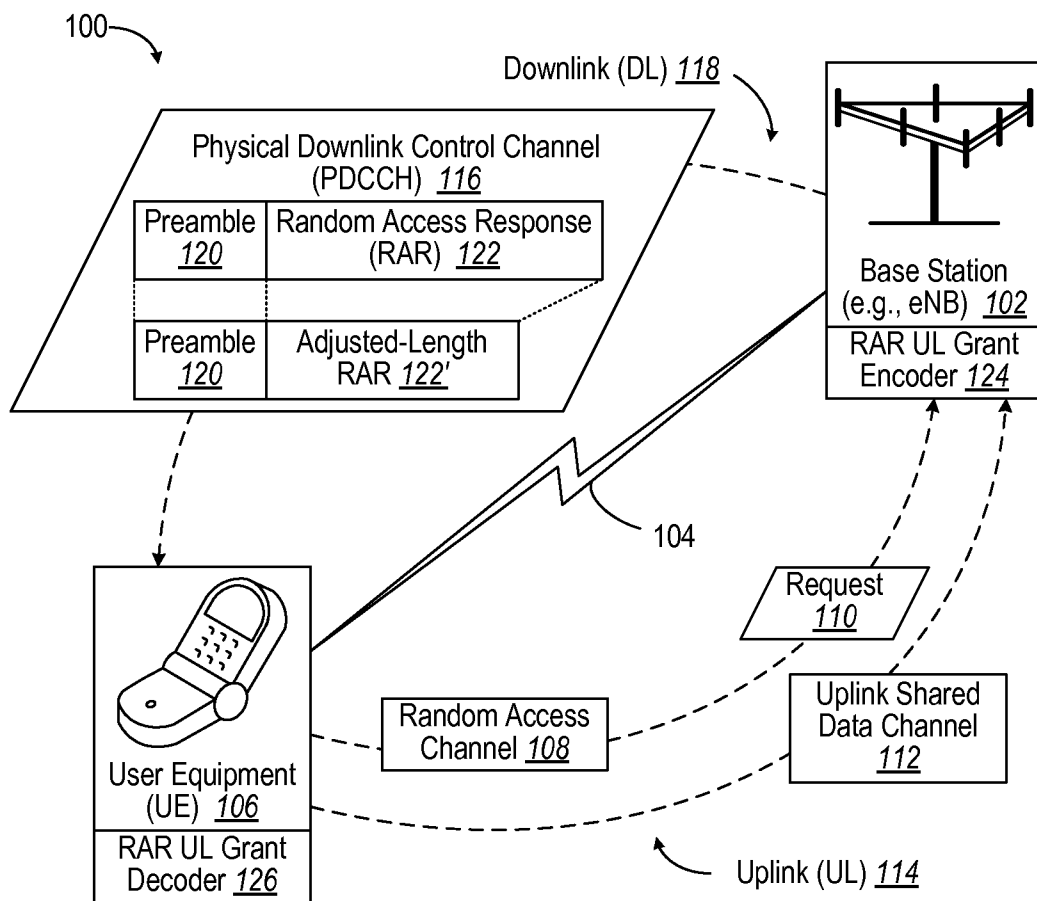 100
Downlink (DL) 118
Physical Downlink Control Channel
(PDCCH) 116
Preamble
120
Random Access Response
(RAR) 122
Preamble
120
Adjusted-Length
RAR 122'
Base Station
(e.g., eNB) 102
RAR UL Grant
Encoder 124
104
Request
110
Random Access
Channel 108
Uplink Shared
Data Channel
112
User Equipment
(UE) 106
RAR UL Grant
Decoder 126
Uplink (UL) 114